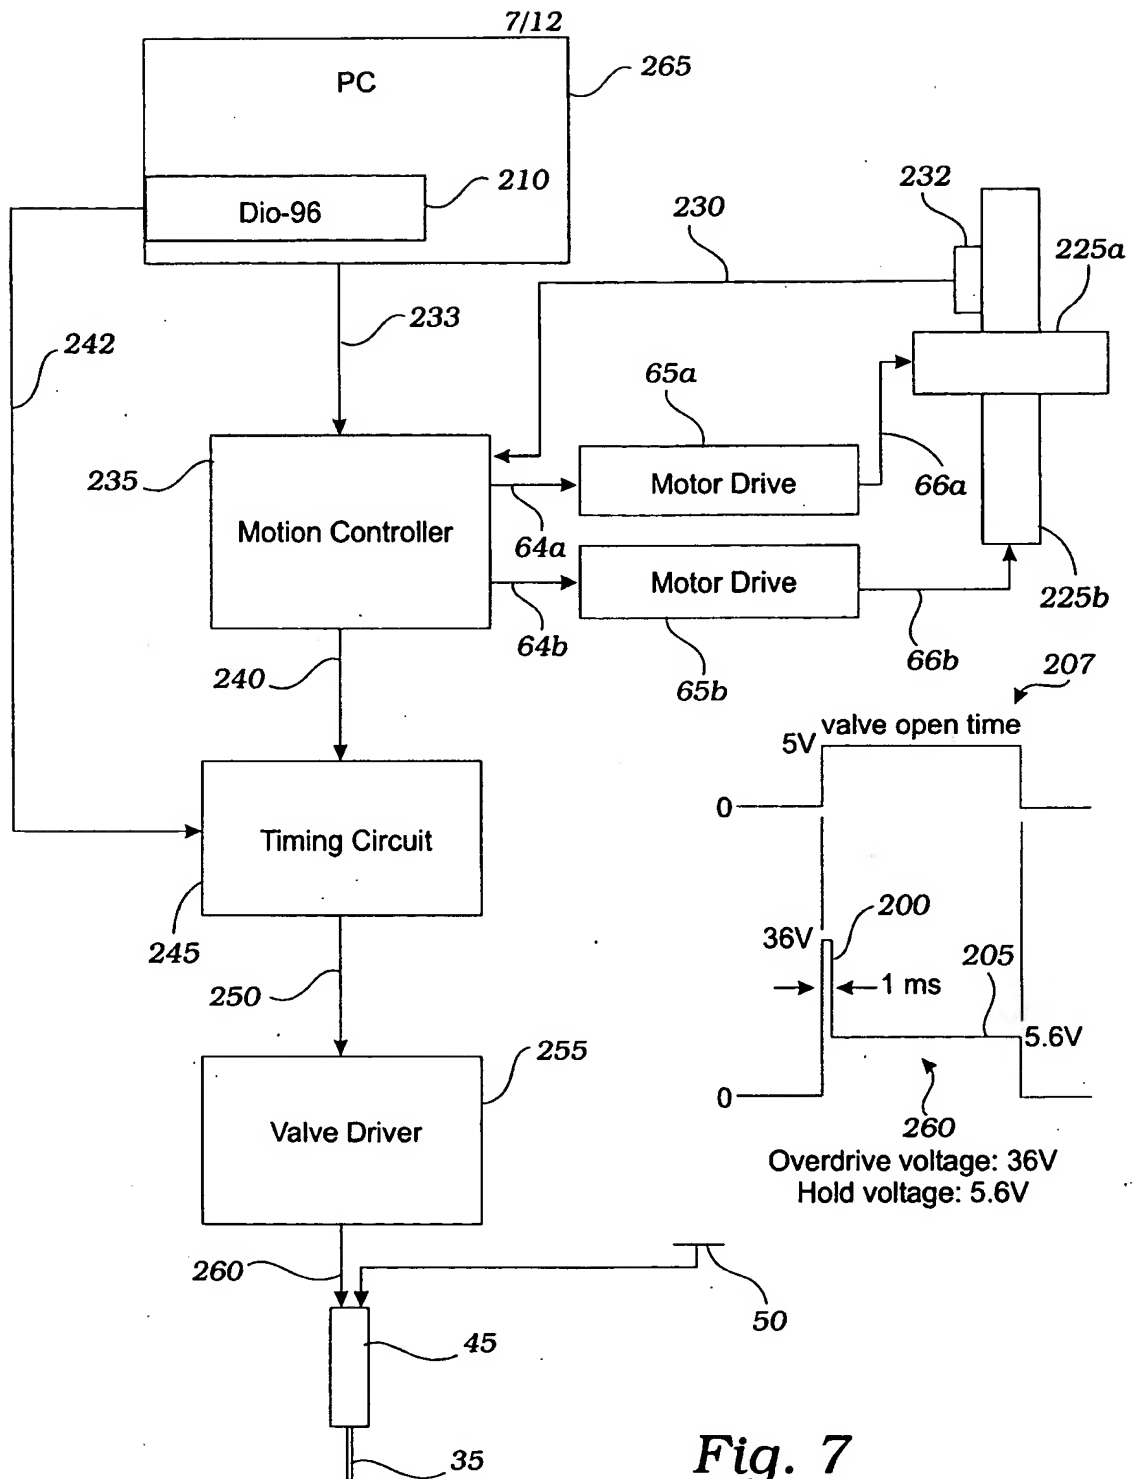 7/12
PC
265
Dio-96
210
232
230
225a
233
242
65a
235
Motion Controller
Motor Drive
66a
64a
Motor Drive
225b
64b
66b
65b
240
207
valve open time
5V
0
Timing Circuit
245
200
36V
205
1 ms
250
5.6V
255
0
Valve Driver
260
Overdrive voltage: 36V
Hold voltage: 5.6V
260
50
45
35
Fig. 7